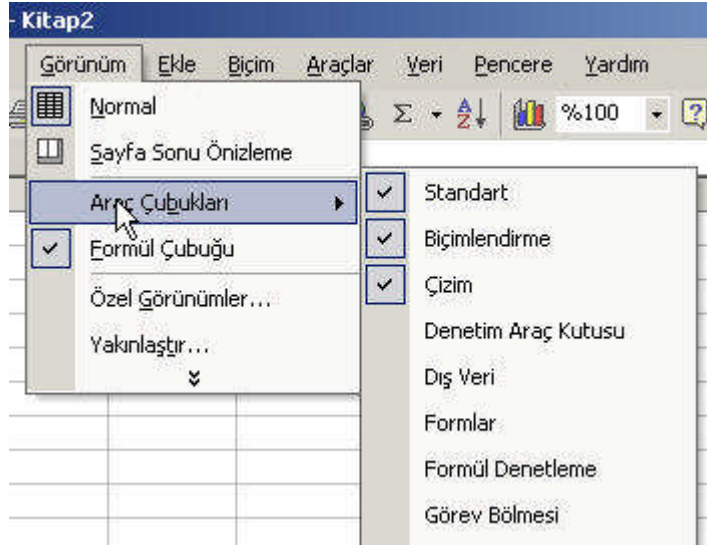 - Kitap2
Görünüm Ekle Biçim Araçlar Veri Pencere Yardım
Σ %100 ?
Normal
Sayfa Sonu Önizleme
Araç Çubukları
Formül Çubuğu
Özel Görünümler...
Yakınlaştır...
Standart
Biçimlendirme
Çizim
Denetim Araç Kutusu
Dış Veri
Formlar
Formül Denetleme
Görev Bölmesi